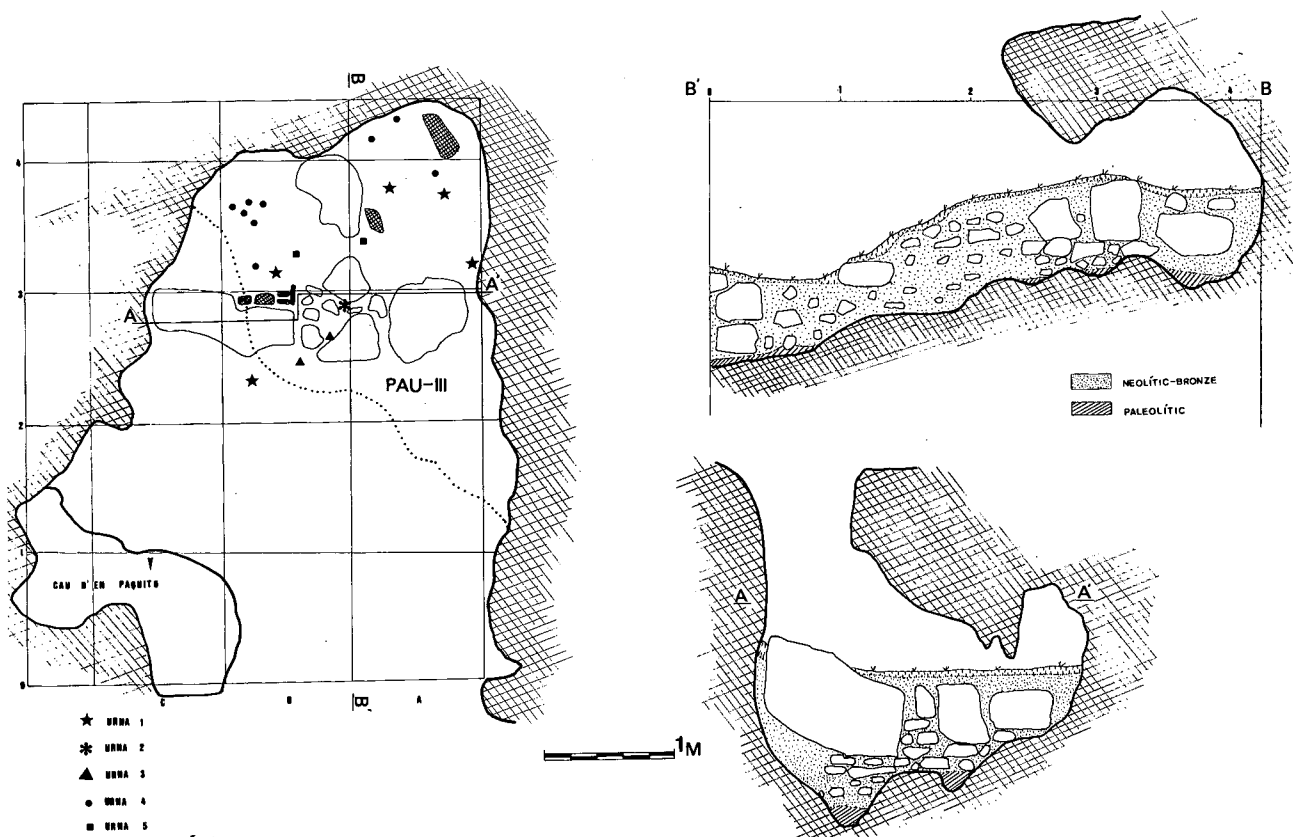 B
4
3
A'
A
PAU-III
2
1
CAU D'EN PAQUITO
0
C B B' A
★ URNA 1
✱ URNA 2
▲ URNA 3
● URNA 4
■ URNA 5
1M
B' 0 1 2 3 4 B
NEOLÍTIC-BRONZE
PALEOLÍTIC
A A'